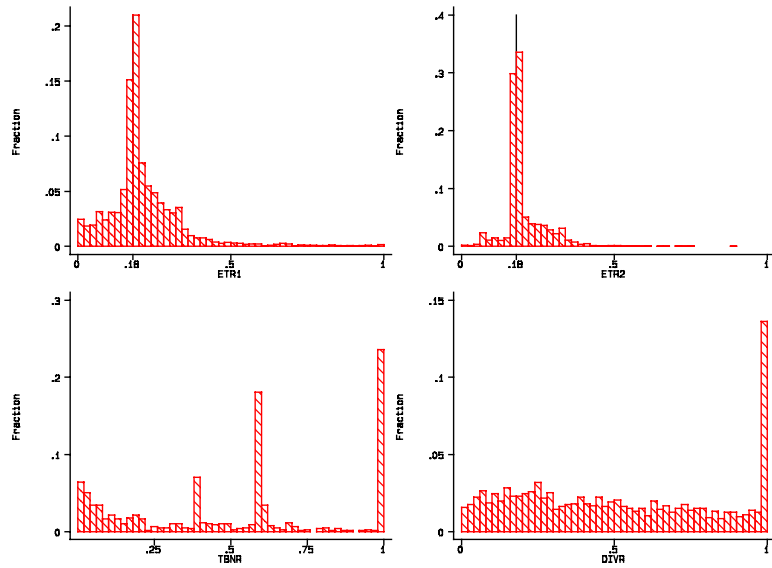 .2
.15
.1
.05
0
Fraction
0 .18 .5 1
ETR1
.4
.3
.2
.1
0
Fraction
0 .18 .5 1
ETR2
.3
.2
.1
0
Fraction
.25 .5 .75 1
TBNR
.15
.1
.05
0
Fraction
0 .5 1
DIVR